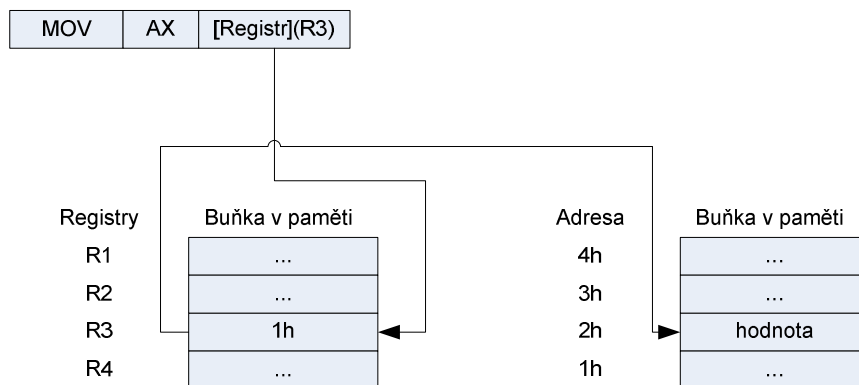 MOV AX [Registr](R3)
Registry Buňka v paměti Adresa Buňka v paměti
R1 ... 4h ...
R2 ... 3h ...
R3 1h 2h hodnota
R4 ... 1h ...